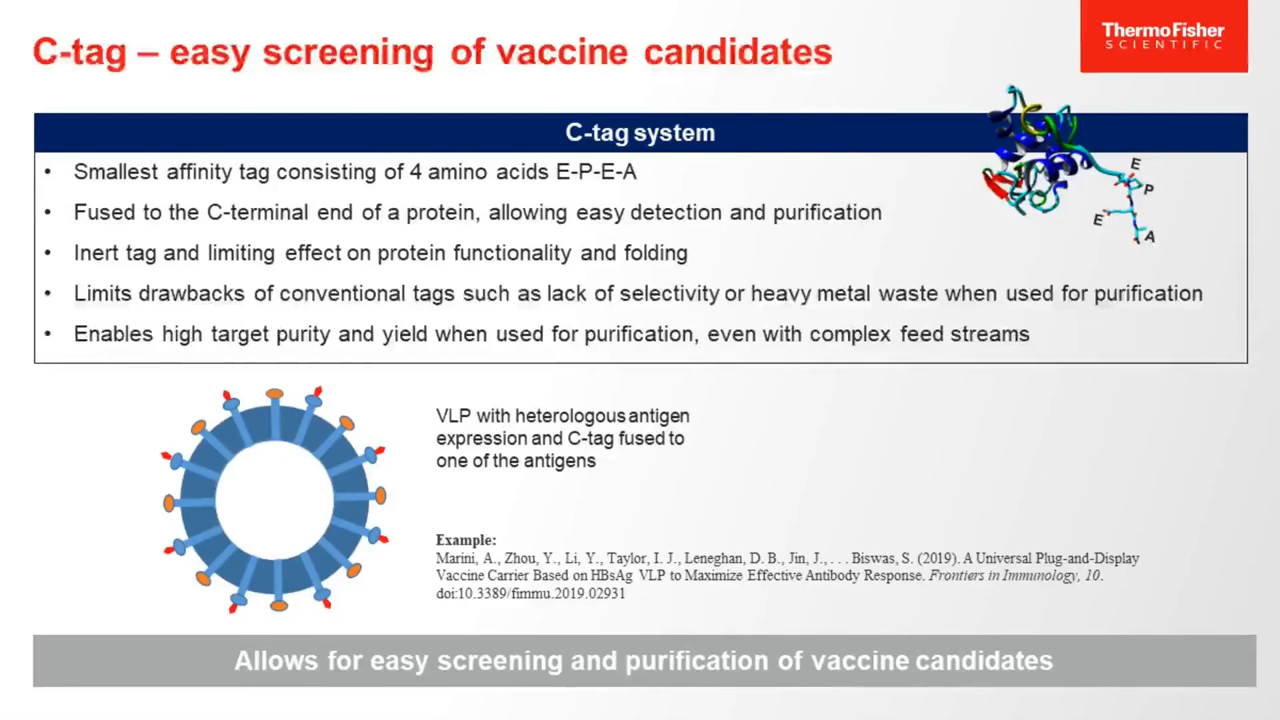 C-tag – easy screening of vaccine candidates
ThermoFisher
SCIENTIFIC
C-tag system
• Smallest affinity tag consisting of 4 amino acids E-P-E-A
• Fused to the C-terminal end of a protein, allowing easy detection and purification
• Inert tag and limiting effect on protein functionality and folding
• Limits drawbacks of conventional tags such as lack of selectivity or heavy metal waste when used for purification
• Enables high target purity and yield when used for purification, even with complex feed streams
E
P
E
A
VLP with heterologous antigen
expression and C-tag fused to
one of the antigens
Example:
Marini, A., Zhou, Y., Li, Y., Taylor, I. J., Leneghan, D. B., Jin, J., . . . Biswas, S. (2019). A Universal Plug-and-Display
Vaccine Carrier Based on HBsAg VLP to Maximize Effective Antibody Response. Frontiers in Immunology, 10.
doi:10.3389/fimmu.2019.02931
Allows for easy screening and purification of vaccine candidates